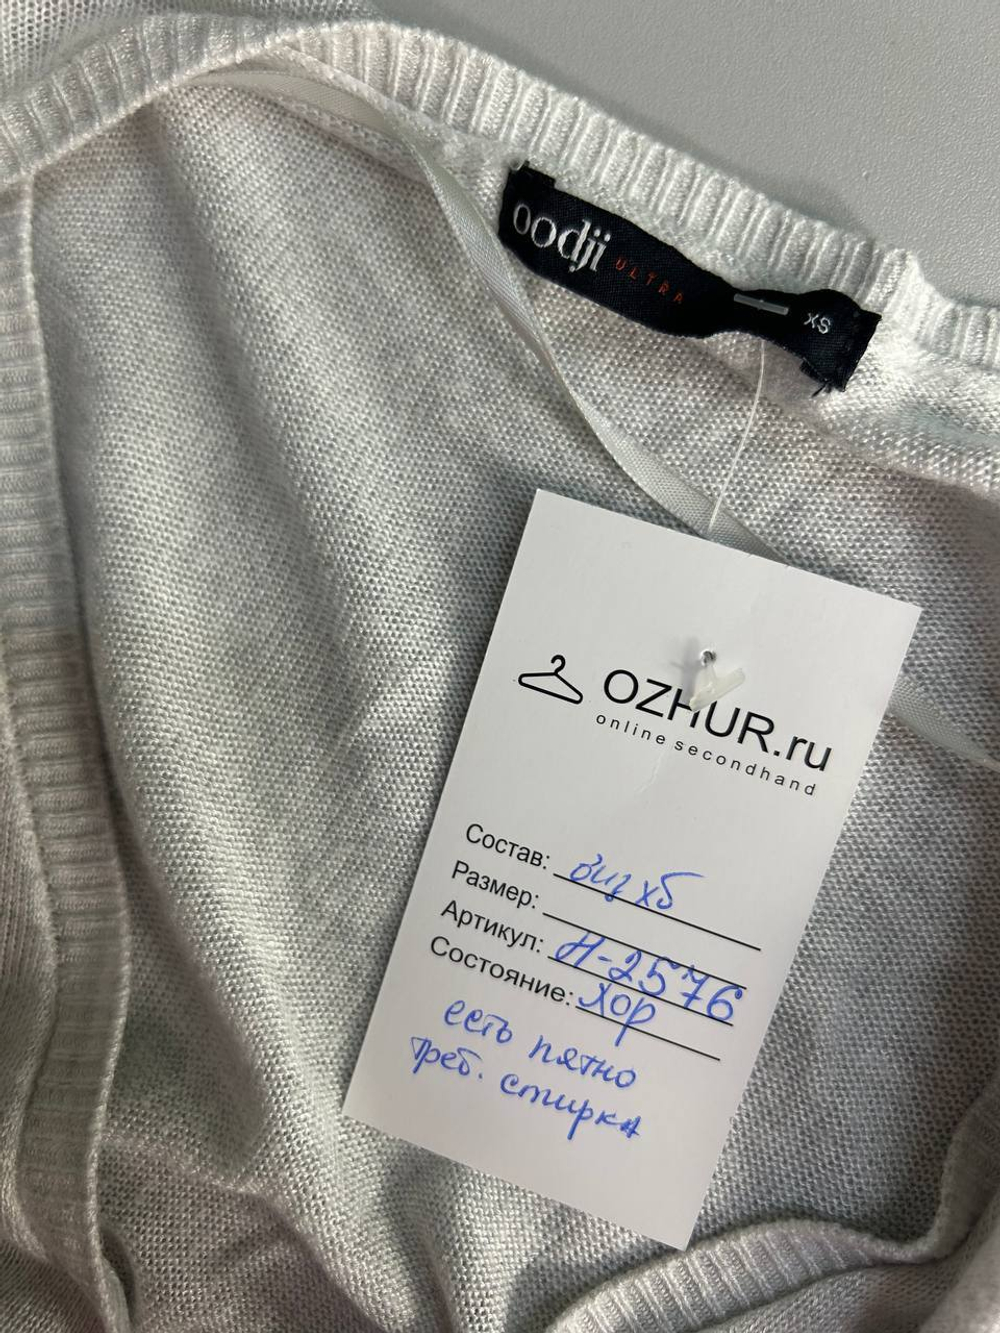 oodji ULTRA XS
OZHUR.ru
online secondhand
Состав: виз хб
Размер:
Артикул: Н-2576
Состояние: хор
есть пятно
треб. стирка